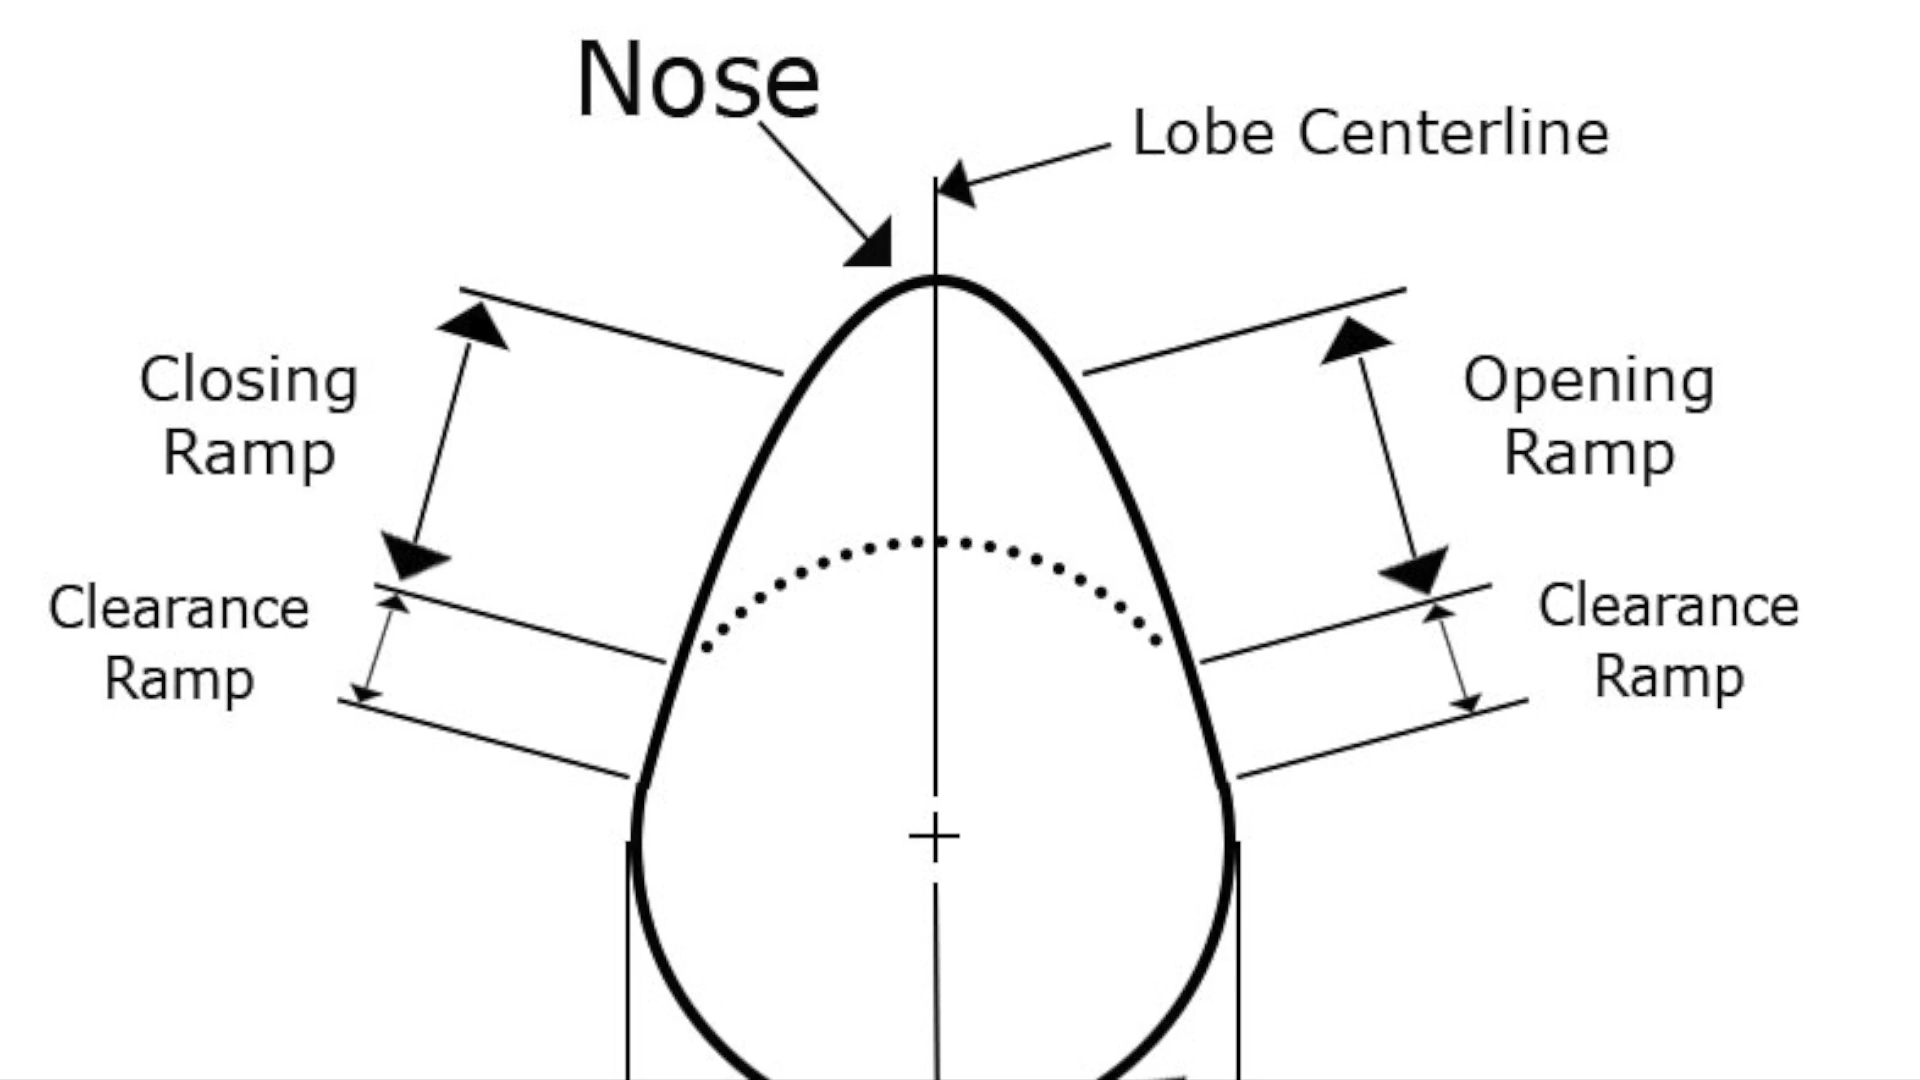 Nose
Lobe Centerline
Closing
Ramp
Opening
Ramp
Clearance
Ramp
Clearance
Ramp